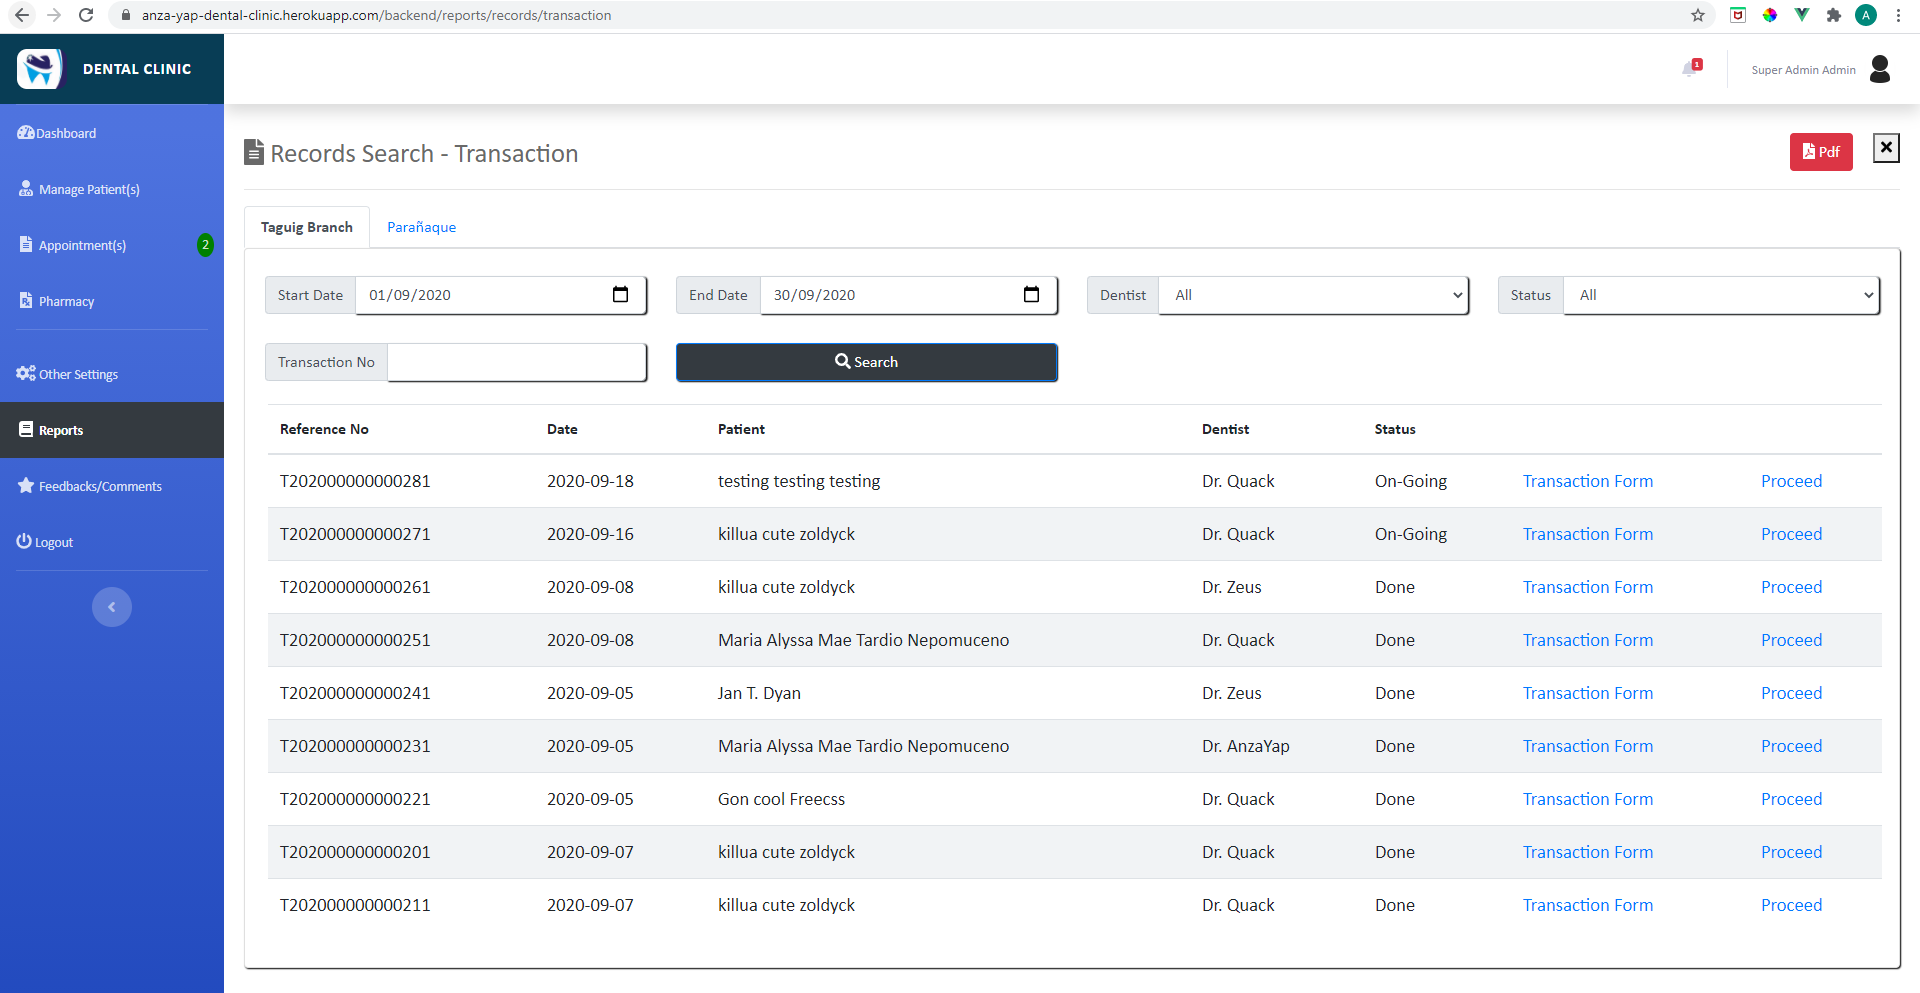 anza-yap-dental-clinic.herokuapp.com/backend/reports/records/transaction
A
DENTAL CLINIC
1
Super Admin Admin
Dashboard
Manage Patient(s)
Appointment(s) 2
Pharmacy
Other Settings
Reports
Feedbacks/Comments
Logout
Records Search - Transaction
Pdf
Taguig Branch Parañaque
Start Date 01/09/2020 End Date 30/09/2020 Dentist All Status All
Transaction No Search
Reference No Date Patient Dentist Status
T202000000000281 2020-09-18 testing testing testing Dr. Quack On-Going Transaction Form Proceed
T202000000000271 2020-09-16 killua cute zoldyck Dr. Quack On-Going Transaction Form Proceed
T202000000000261 2020-09-08 killua cute zoldyck Dr. Zeus Done Transaction Form Proceed
T202000000000251 2020-09-08 Maria Alyssa Mae Tardio Nepomuceno Dr. Quack Done Transaction Form Proceed
T202000000000241 2020-09-05 Jan T. Dyan Dr. Zeus Done Transaction Form Proceed
T202000000000231 2020-09-05 Maria Alyssa Mae Tardio Nepomuceno Dr. AnzaYap Done Transaction Form Proceed
T202000000000221 2020-09-05 Gon cool Freecss Dr. Quack Done Transaction Form Proceed
T202000000000201 2020-09-07 killua cute zoldyck Dr. Quack Done Transaction Form Proceed
T202000000000211 2020-09-07 killua cute zoldyck Dr. Quack Done Transaction Form Proceed